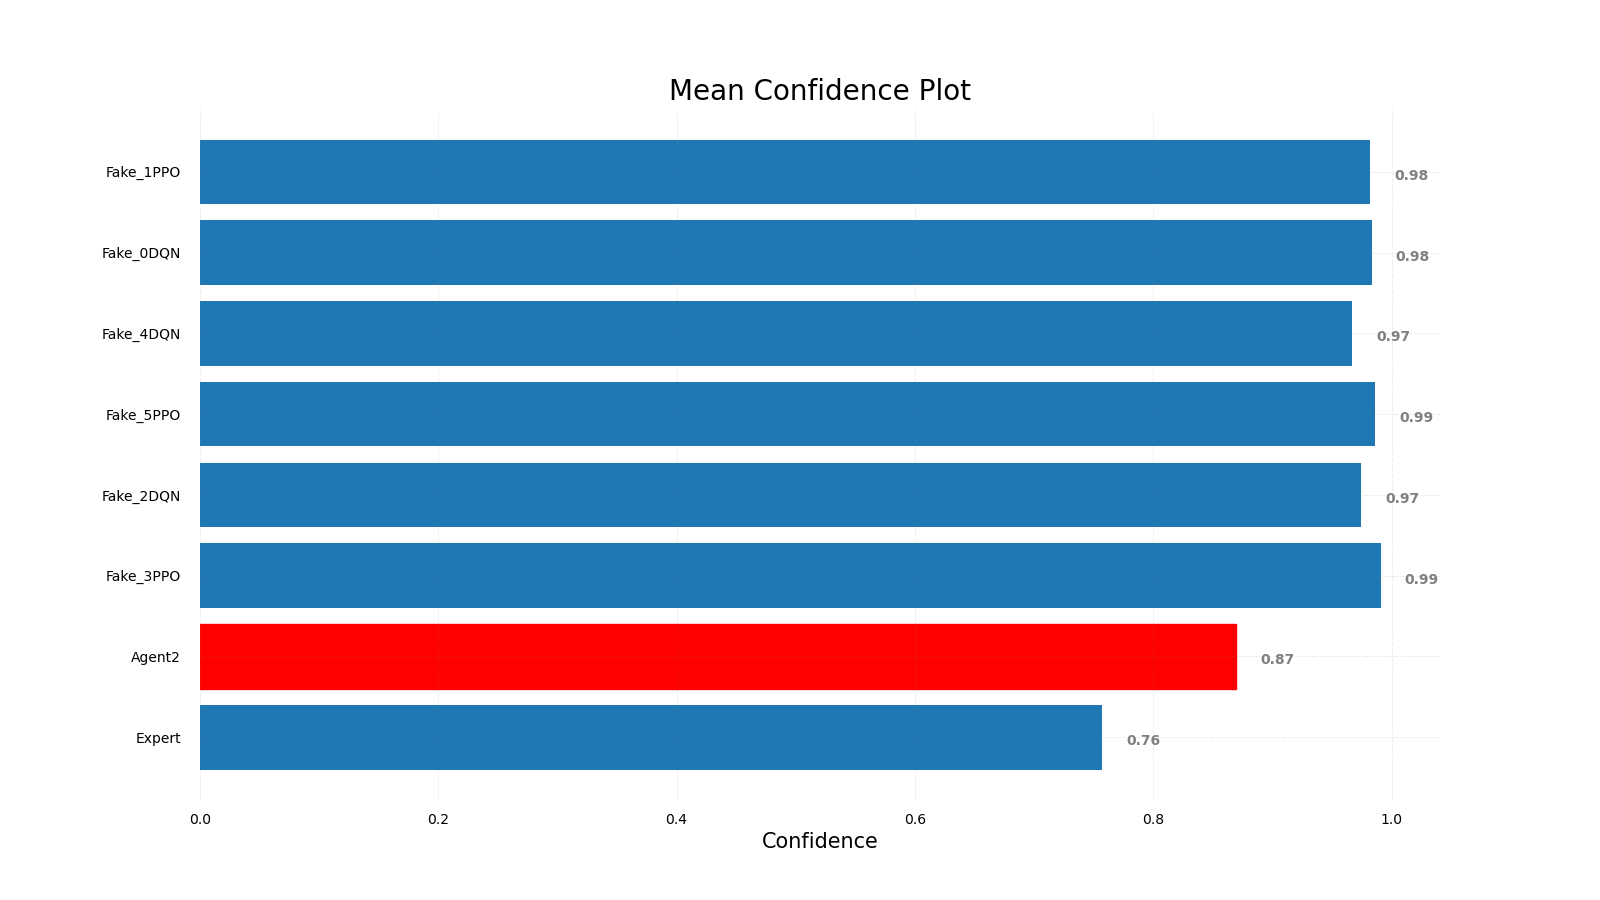 Mean Confidence Plot
Fake_1PPO 0.98
Fake_0DQN 0.98
Fake_4DQN 0.97
Fake_5PPO 0.99
Fake_2DQN 0.97
Fake_3PPO 0.99
Agent2 0.87
Expert 0.76
0.0 0.2 0.4 0.6 0.8 1.0
Confidence